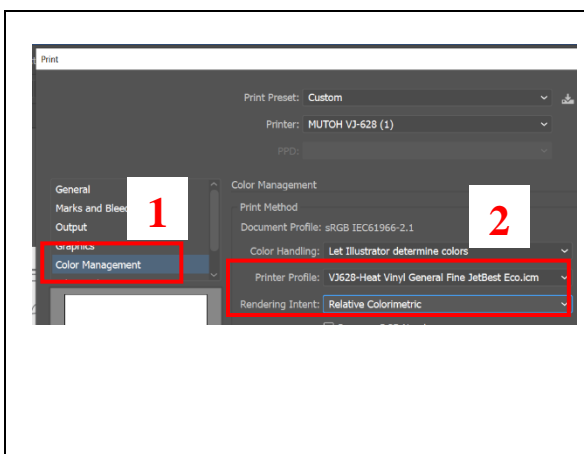 Print
Print Preset: Custom
Printer: MUTOH VJ-628 (1)
PPD:
General
Marks and Bleed
Output
Graphics
Color Management
1
Color Management
Print Method
2
Document Profile: sRGB IEC61966-2.1
Color Handling: Let Illustrator determine colors
Printer Profile: VJ628-Heat Vinyl General Fine JetBest Eco.icm
Rendering Intent: Relative Colorimetric